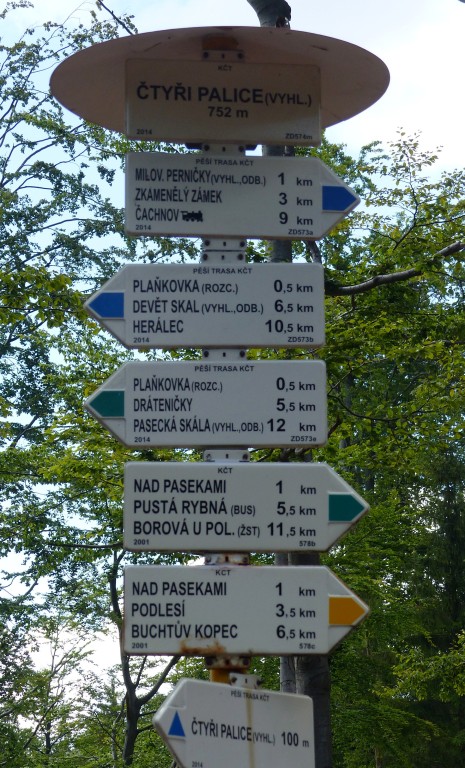 KČT
ČTYŘI PALICE (VYHL.)
752 m
2014 ZD574m
PĚŠÍ TRASA KČT
MILOV. PERNIČKY (VYHL.,ODB.) 1 km
ZKAMENĚLÝ ZÁMEK 3 km
ČACHNOV 9 km
2014 ZD573a
PĚŠÍ TRASA KČT
PLAŇKOVKA (ROZC.) 0,5 km
DEVĚT SKAL (VYHL.,ODB.) 6,5 km
HERÁLEC 10,5 km
2014 ZD573b
PĚŠÍ TRASA KČT
PLAŇKOVKA (ROZC.) 0,5 km
DRÁTENIČKY 5,5 km
PASECKÁ SKÁLA (VYHL.,ODB.) 12 km
2014 ZD573e
KČT
NAD PASEKAMI 1 km
PUSTÁ RYBNÁ (BUS) 5,5 km
BOROVÁ U POL. (ŽST) 11,5 km
2001 578b
KČT
NAD PASEKAMI 1 km
PODLESÍ 3,5 km
BUCHTŮV KOPEC 6,5 km
2001 578c
PĚŠÍ TRASA KČT
ČTYŘI PALICE (VYHL.) 100 m
2014